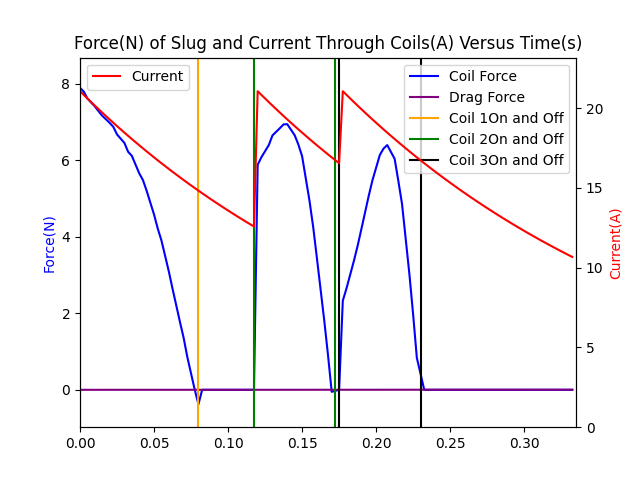 Force(N) of Slug and Current Through Coils(A) Versus Time(s)
Current
Coil Force
Drag Force
Coil 1On and Off
Coil 2On and Off
Coil 3On and Off
Force(N)
8
6
4
2
0
Current(A)
20
15
10
5
0
0.00 0.05 0.10 0.15 0.20 0.25 0.30